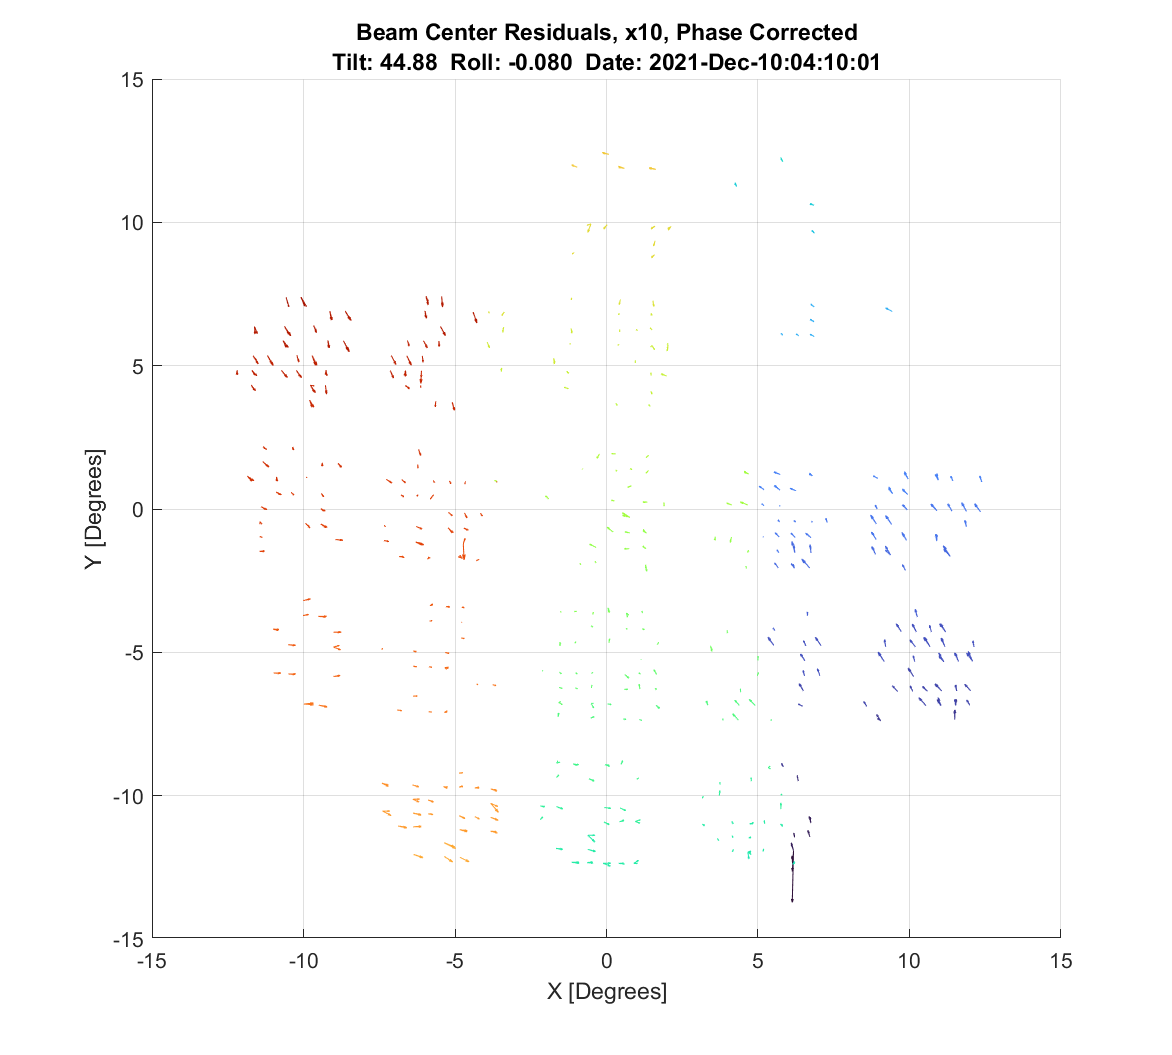 Beam Center Residuals, x10, Phase Corrected
Tilt: 44.88 Roll: -0.080 Date: 2021-Dec-10:04:10:01
15
10
5
0
-5
-10
-15
Y [Degrees]
-15 -10 -5 0 5 10 15
X [Degrees]